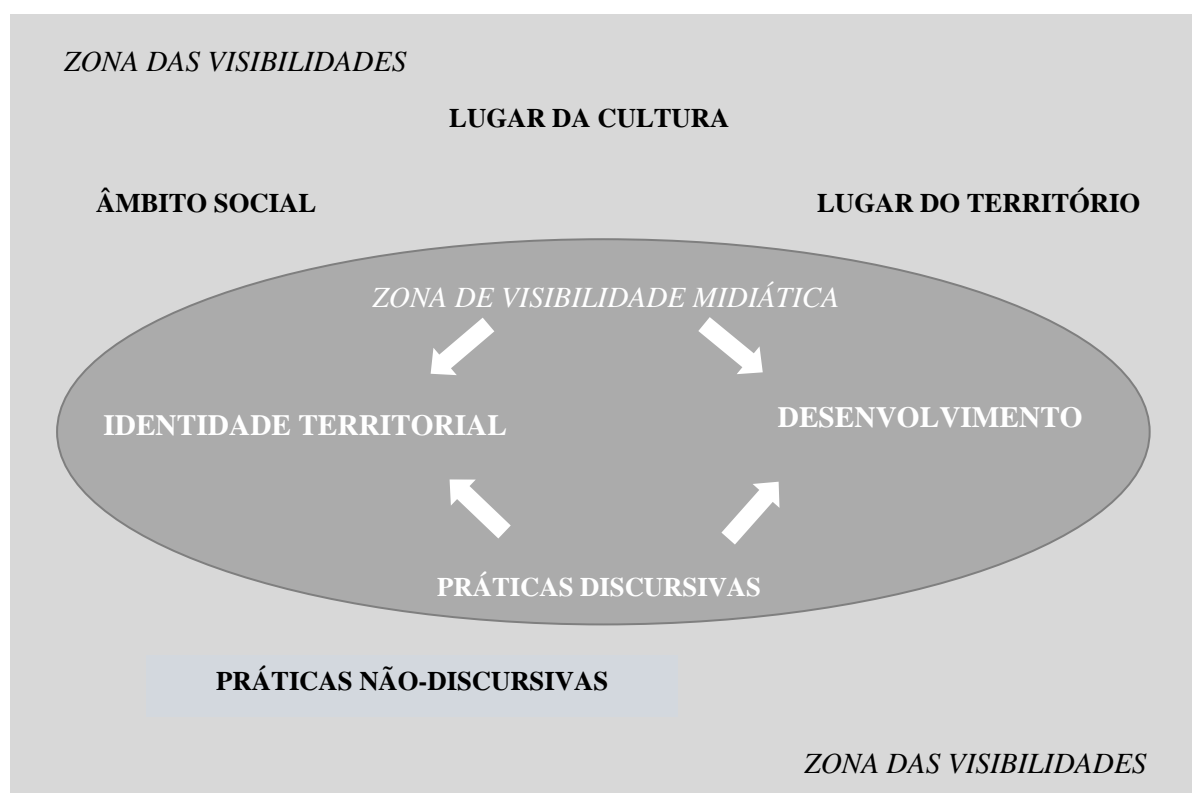 ZONA DAS VISIBILIDADES
LUGAR DA CULTURA
ÂMBITO SOCIAL
LUGAR DO TERRITÓRIO
ZONA DE VISIBILIDADE MIDIÁTICA
IDENTIDADE TERRITORIAL
DESENVOLVIMENTO
PRÁTICAS DISCURSIVAS
PRÁTICAS NÃO-DISCURSIVAS
ZONA DAS VISIBILIDADES